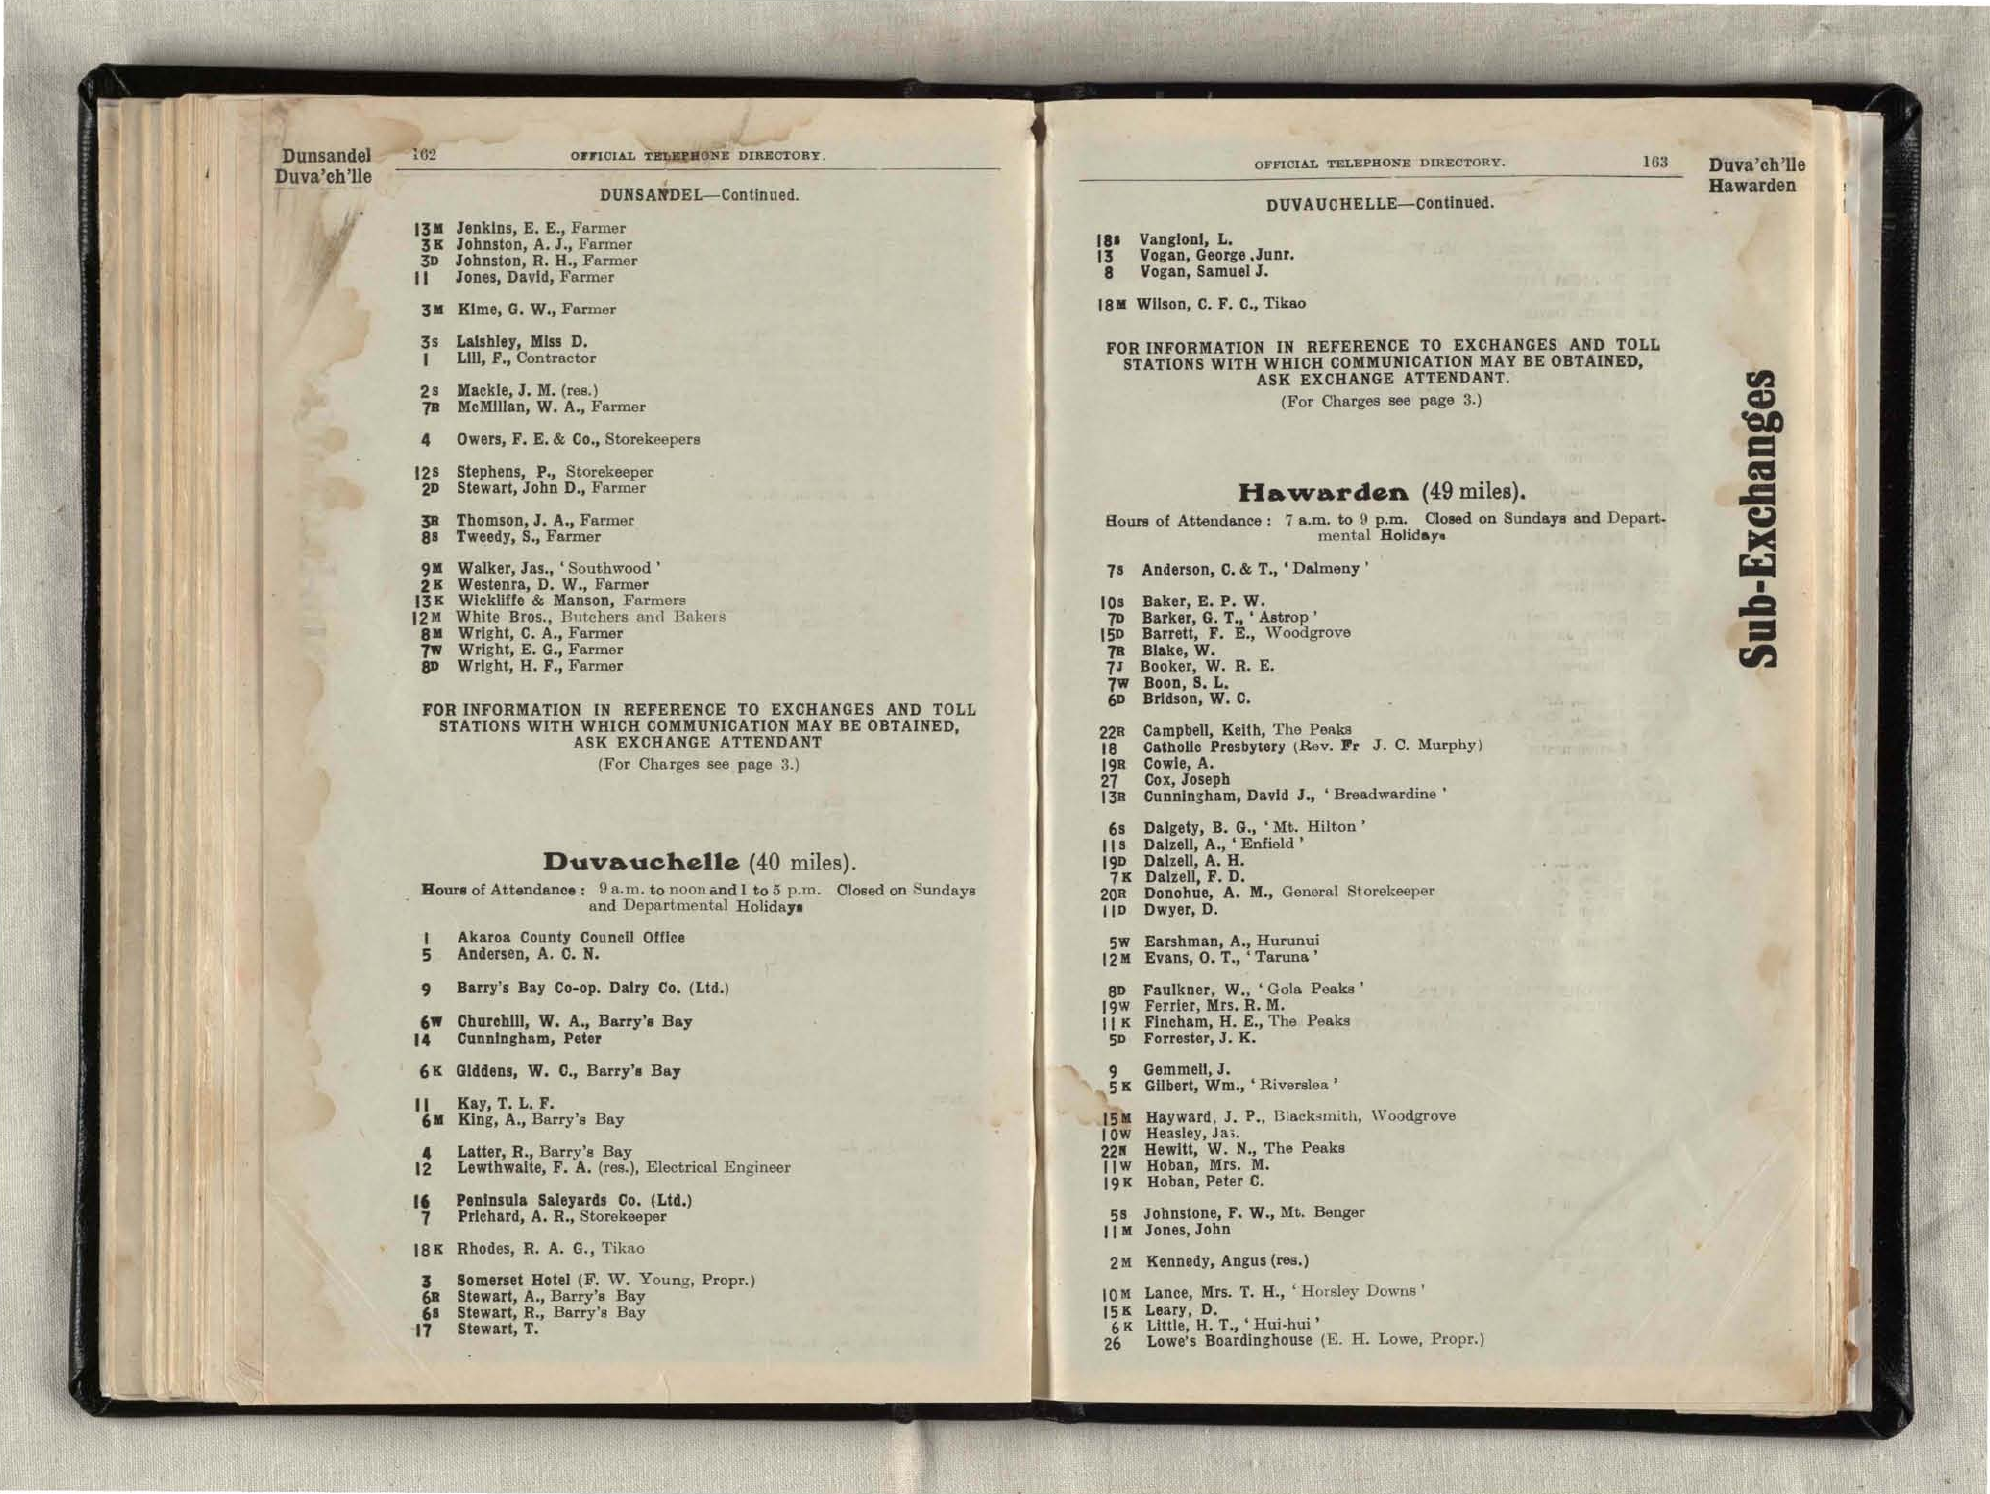 Dunsandel
Duva'ch'lle
162
OFFICIAL TELEPHONE DIRECTORY.
DUNSANDEL—Continued.
13M Jenkins, E. E., Farmer
3K Johnston, A. J., Farmer
3D Johnston, R. H., Farmer
11 Jones, David, Farmer
3M Kime, G. W., Farmer
3S Laishley, Miss D.
1 Lill, F., Contractor
2S Mackie, J. M. (res.)
7R McMillan, W. A., Farmer
4 Owers, F. E. & Co., Storekeepers
12S Stephens, P., Storekeeper
2D Stewart, John D., Farmer
3R Thomson, J. A., Farmer
8S Tweedy, S., Farmer
9M Walker, Jas., ‘Southwood’
2K Westenra, D. W., Farmer
13K Wickliffe & Manson, Farmers
12M White Bros., Butchers and Bakers
8M Wright, C. A., Farmer
7W Wright, E. G., Farmer
8D Wright, H. F., Farmer
FOR INFORMATION IN REFERENCE TO EXCHANGES AND TOLL
STATIONS WITH WHICH COMMUNICATION MAY BE OBTAINED,
ASK EXCHANGE ATTENDANT
(For Charges see page 3.)
Duvauchelle (40 miles).
Hours of Attendance: 9 a.m. to noon and 1 to 5 p.m. Closed on Sundays
and Departmental Holidays
1 Akaroa County Council Office
5 Andersen, A. C. N.
9 Barry's Bay Co-op. Dairy Co. (Ltd.)
6W Churchill, W. A., Barry's Bay
14 Cunningham, Peter
6K Giddens, W. C., Barry's Bay
11 Kay, T. L. F.
6M King, A., Barry's Bay
4 Latter, R., Barry's Bay
12 Lewthwaite, F. A. (res.), Electrical Engineer
16 Peninsula Saleyards Co. (Ltd.)
7 Prichard, A. R., Storekeeper
18K Rhodes, R. A. G., Tikao
3 Somerset Hotel (F. W. Young, Propr.)
6R Stewart, A., Barry's Bay
6S Stewart, R., Barry's Bay
17 Stewart, T.
OFFICIAL TELEPHONE DIRECTORY.
163
Duva'ch'lle
Hawarden
DUVAUCHELLE—Continued.
18S Vangioni, L.
13 Vogan, George, Junr.
8 Vogan, Samuel J.
18M Wilson, C. F. C., Tikao
FOR INFORMATION IN REFERENCE TO EXCHANGES AND TOLL
STATIONS WITH WHICH COMMUNICATION MAY BE OBTAINED,
ASK EXCHANGE ATTENDANT.
(For Charges see page 3.)
Hawarden (49 miles).
Hours of Attendance: 7 a.m. to 9 p.m. Closed on Sundays and Depart-
mental Holidays
7S Anderson, C. & T., ‘Dalmeny’
10S Baker, E. P. W.
7D Barker, G. T., ‘Astrop’
15D Barrett, F. E., Woodgrove
7R Blake, W.
7J Booker, W. R. E.
7W Boon, S. L.
6D Bridson, W. C.
22R Campbell, Keith, The Peaks
18 Catholic Presbytery (Rev. Fr J. C. Murphy)
19R Cowie, A.
27 Cox, Joseph
13R Cunningham, David J., ‘Breadwardine’
6S Dalgety, B. G., ‘Mt. Hilton’
11S Dalzell, A., ‘Enfield’
19D Dalzell, A. H.
7K Dalzell, F. D.
20R Donohue, A. M., General Storekeeper
11D Dwyer, D.
5W Earshman, A., Hurunui
12M Evans, O. T., ‘Taruna’
8D Faulkner, W., ‘Gola Peaks’
19W Ferrier, Mrs. R. M.
11K Fincham, H. E., The Peaks
5D Forrester, J. K.
9 Gemmell, J.
5K Gilbert, Wm., ‘Riverslea’
15M Hayward, J. P., Blacksmith, Woodgrove
10W Heasley, Jas.
22M Hewitt, W. N., The Peaks
11W Hoban, Mrs. M.
19K Hoban, Peter C.
5S Johnstone, F. W., Mt. Benger
11M Jones, John
2M Kennedy, Angus (res.)
10M Lance, Mrs. T. H., ‘Horsley Downs’
15K Leary, D.
6K Little, H. T., ‘Hui-hui’
26 Lowe's Boardinghouse (E. H. Lowe, Propr.)
Sub-Exchanges